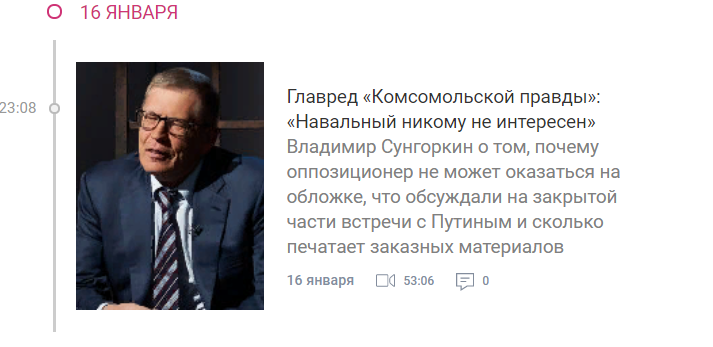 16 ЯНВАРЯ
23:08
Главред «Комсомольской правды»:
«Навальный никому не интересен»
Владимир Сунгоркин о том, почему
оппозиционер не может оказаться на
обложке, что обсуждали на закрытой
части встречи с Путиным и сколько
печатает заказных материалов
16 января 53:06 0